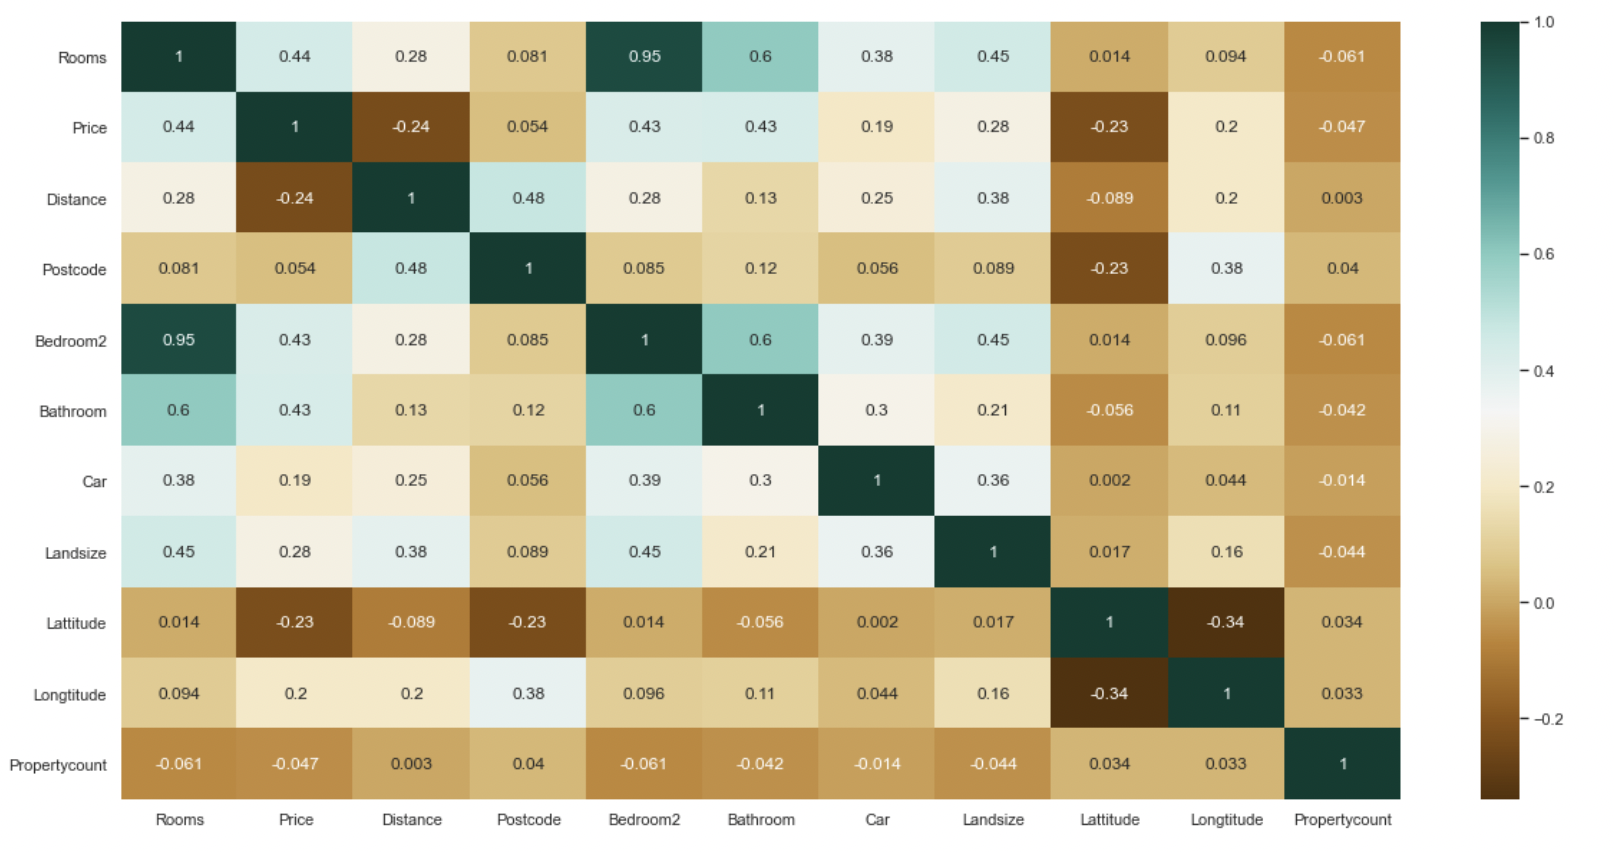 Rooms 1 0.44 0.28 0.081 0.95 0.6 0.38 0.45 0.014 0.094 -0.061
Price 0.44 1 -0.24 0.054 0.43 0.43 0.19 0.28 -0.23 0.2 -0.047
Distance 0.28 -0.24 1 0.48 0.28 0.13 0.25 0.38 -0.089 0.2 0.003
Postcode 0.081 0.054 0.48 1 0.085 0.12 0.056 0.089 -0.23 0.38 0.04
Bedroom2 0.95 0.43 0.28 0.085 1 0.6 0.39 0.45 0.014 0.096 -0.061
Bathroom 0.6 0.43 0.13 0.12 0.6 1 0.3 0.21 -0.056 0.11 -0.042
Car 0.38 0.19 0.25 0.056 0.39 0.3 1 0.36 0.002 0.044 -0.014
Landsize 0.45 0.28 0.38 0.089 0.45 0.21 0.36 1 0.017 0.16 -0.044
Lattitude 0.014 -0.23 -0.089 -0.23 0.014 -0.056 0.002 0.017 1 -0.34 0.034
Longtitude 0.094 0.2 0.2 0.38 0.096 0.11 0.044 0.16 -0.34 1 0.033
Propertycount -0.061 -0.047 0.003 0.04 -0.061 -0.042 -0.014 -0.044 0.034 0.033 1
Rooms Price Distance Postcode Bedroom2 Bathroom Car Landsize Lattitude Longtitude Propertycount
1.0
0.8
0.6
0.4
0.2
0.0
−0.2